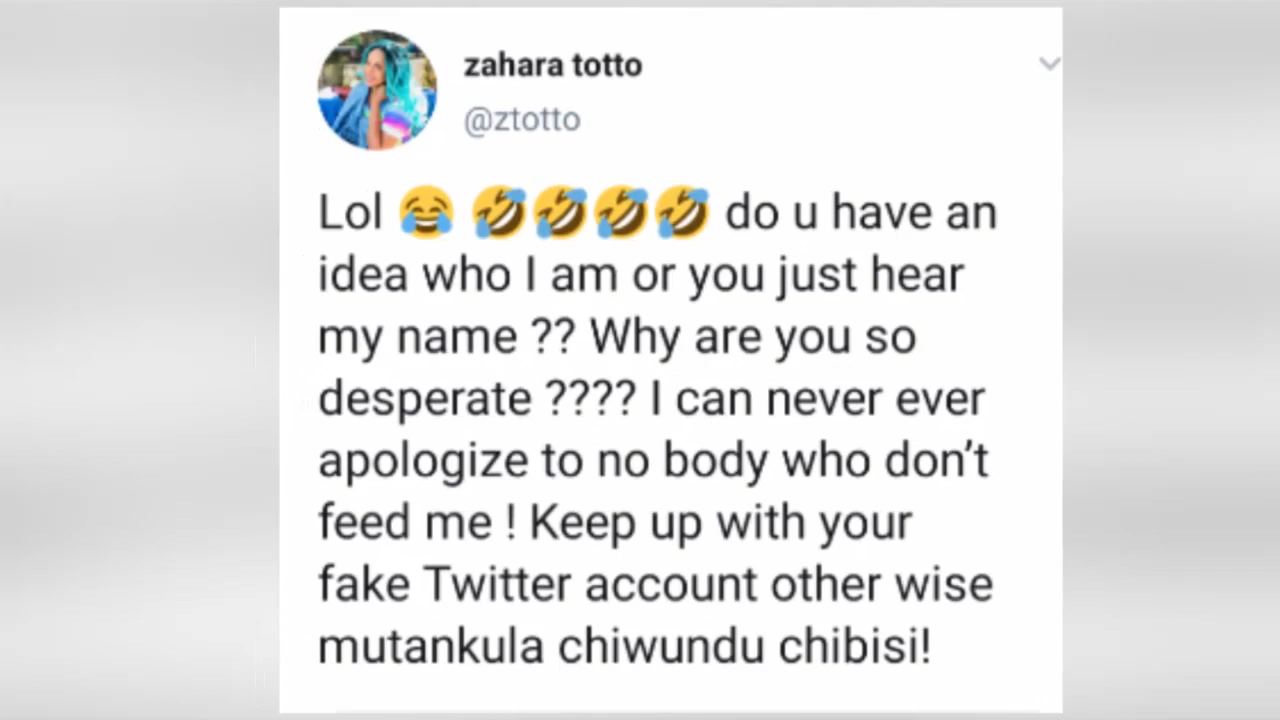 zahara totto
@ztotto
Lol 😂 🤣🤣🤣🤣 do u have an
idea who I am or you just hear
my name ?? Why are you so
desperate ???? I can never ever
apologize to no body who don’t
feed me ! Keep up with your
fake Twitter account other wise
mutankula chiwundu chibisi!